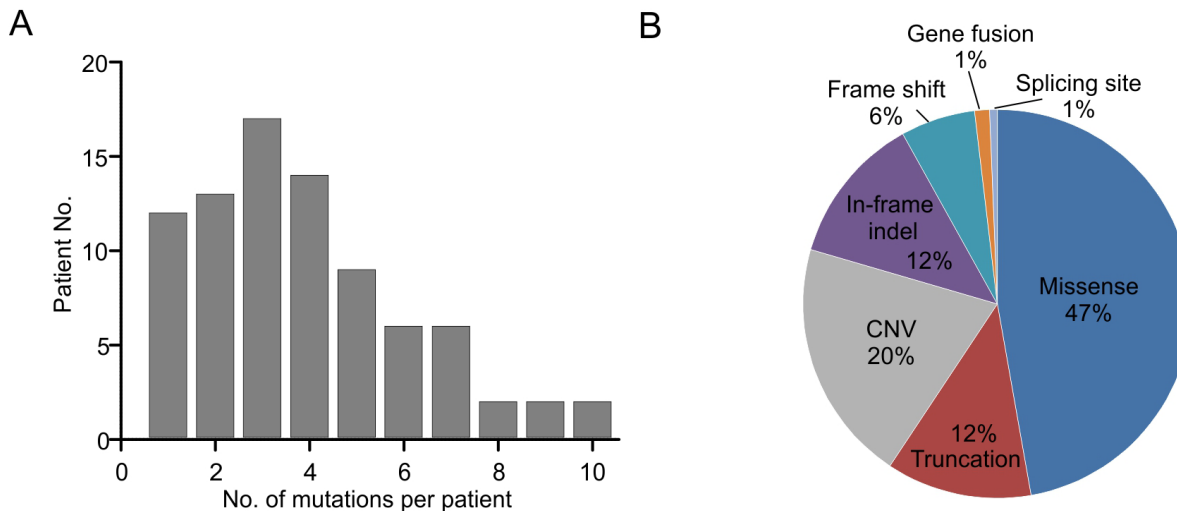 A
20
15
10
5
0
Patient No.
0 2 4 6 8 10
No. of mutations per patient
B
Gene fusion
1%
Splicing site
1%
Frame shift
6%
In-frame
indel
12%
Missense
47%
CNV
20%
12%
Truncation